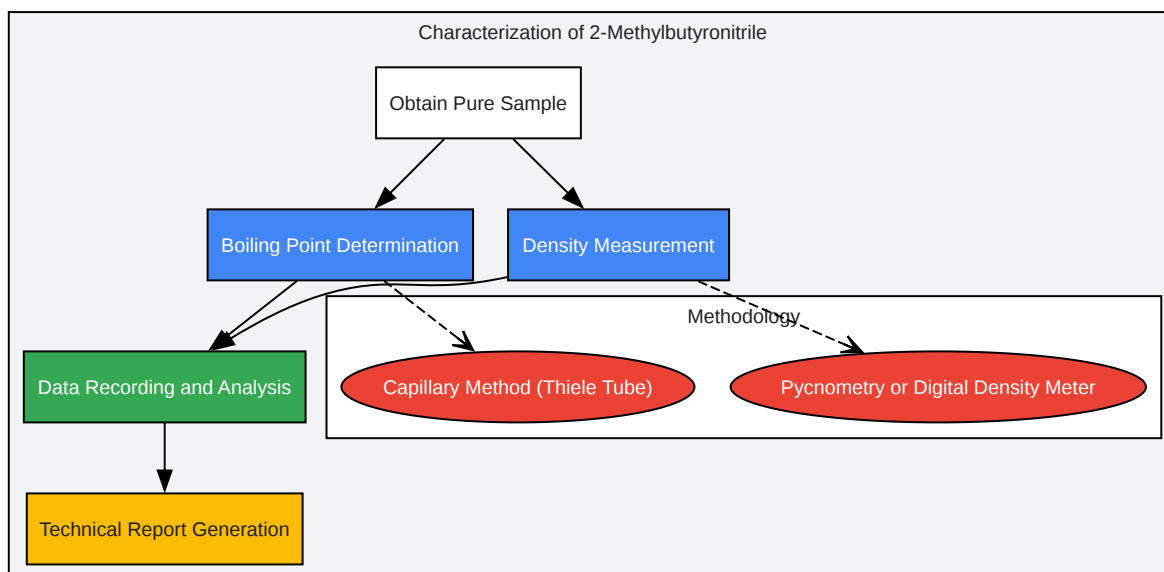 Characterization of 2-Methylbutyronitrile
Obtain Pure Sample
Boiling Point Determination
Density Measurement
Methodology
Data Recording and Analysis
Capillary Method (Thiele Tube)
Pycnometry or Digital Density Meter
Technical Report Generation